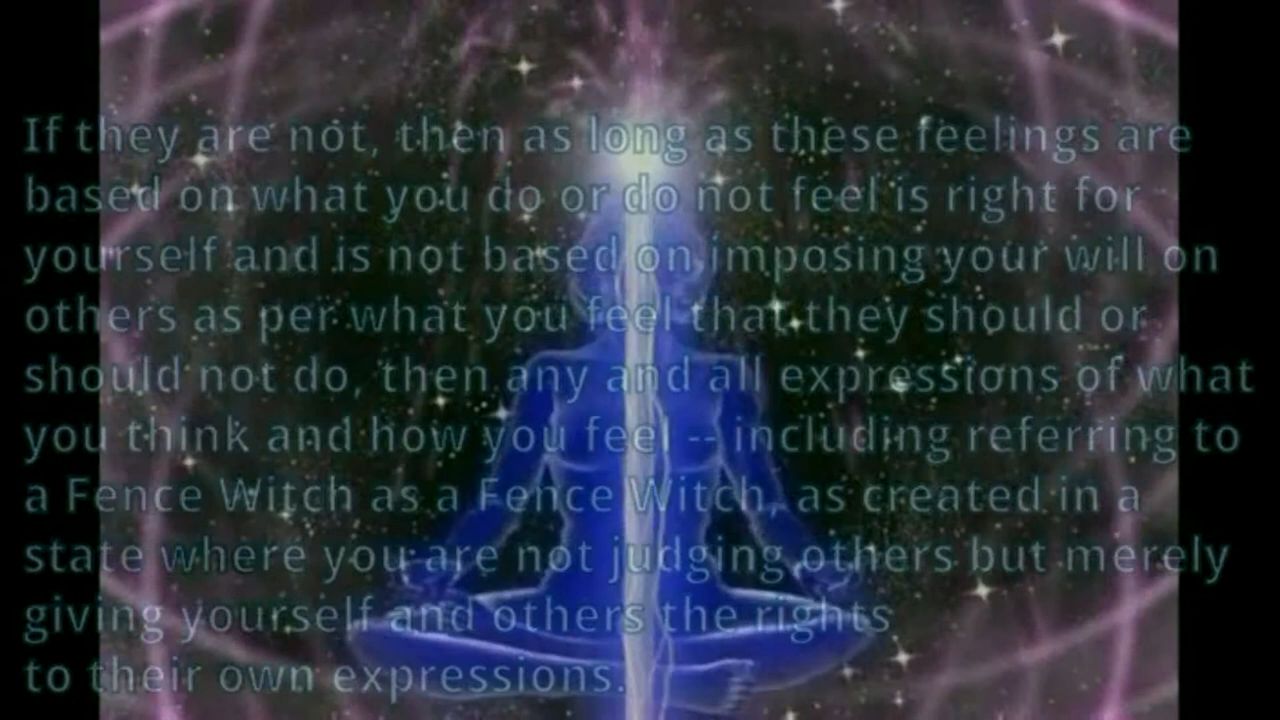 If they are not, then as long as these feelings are
based on what you do or do not feel is right for
yourself and is not based on imposing your will on
others as per what you feel that they should or
should not do, then any and all expressions of what
you think and how you feel -- including referring to
a Fence Witch as a Fence Witch, as created in a
state where you are not judging others but merely
giving yourself and others the rights
to their own expressions.